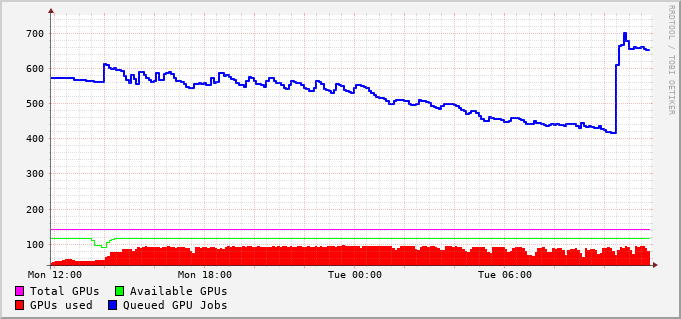 700
600
500
400
300
200
100
Mon 12:00 Mon 18:00 Tue 00:00 Tue 06:00
Total GPUs Available GPUs
GPUs used Queued GPU Jobs
RRDTOOL / TOBI OETIKER